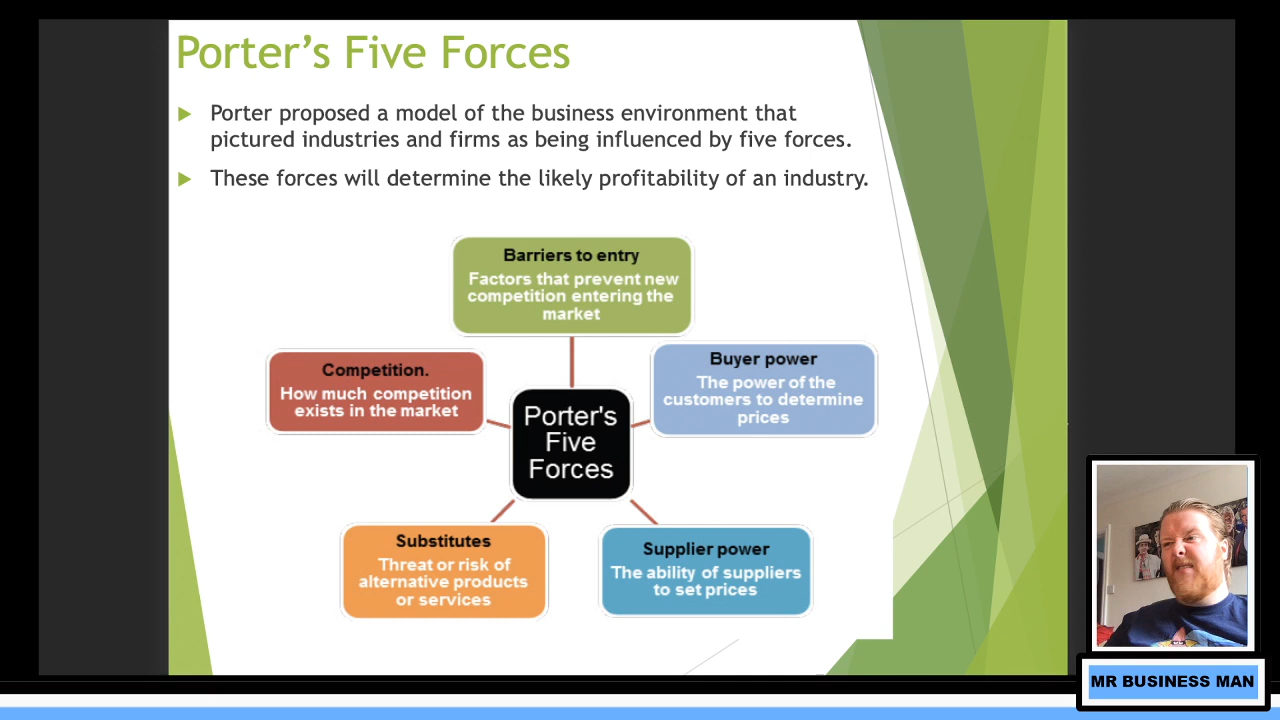 Porter's Five Forces
Porter proposed a model of the business environment that
pictured industries and firms as being influenced by five forces.
These forces will determine the likely profitability of an industry.
Barriers to entry
Factors that prevent new
competition entering the
market
Competition.
How much competition
exists in the market
Buyer power
The power of the
customers to determine
prices
Porter's
Five
Forces
Substitutes
Threat or risk of
alternative products
or services
Supplier power
The ability of suppliers
to set prices
MR BUSINESS MAN